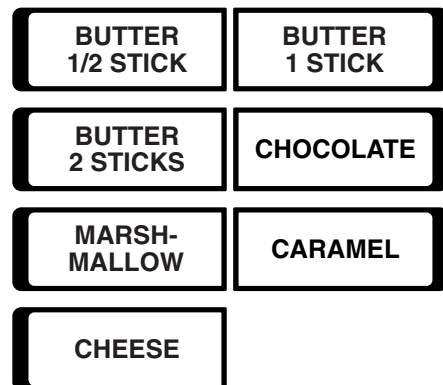 BUTTER
1/2 STICK
BUTTER
1 STICK
BUTTER
2 STICKS
CHOCOLATE
MARSH-
MALLOW
CARAMEL
CHEESE